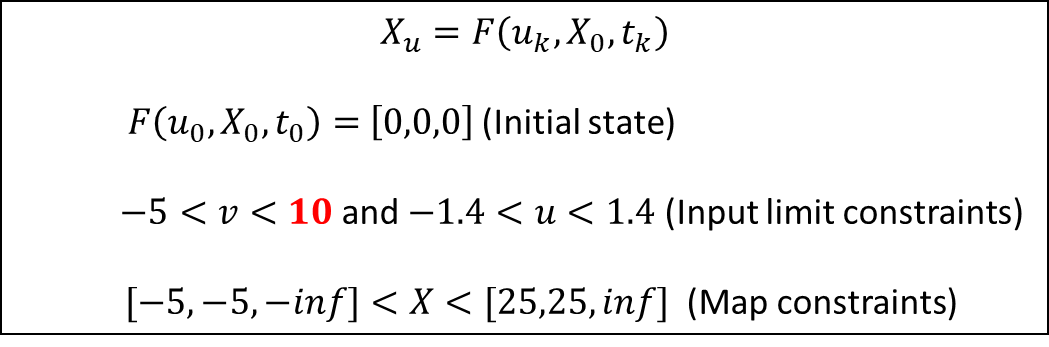 X_u = F(u_k, X_0, t_k)
F(u_0, X_0, t_0) = [0,0,0] (Initial state)
−5 < v < 10 and −1.4 < u < 1.4 (Input limit constraints)
[−5, −5, −inf] < X < [25,25, inf] (Map constraints)